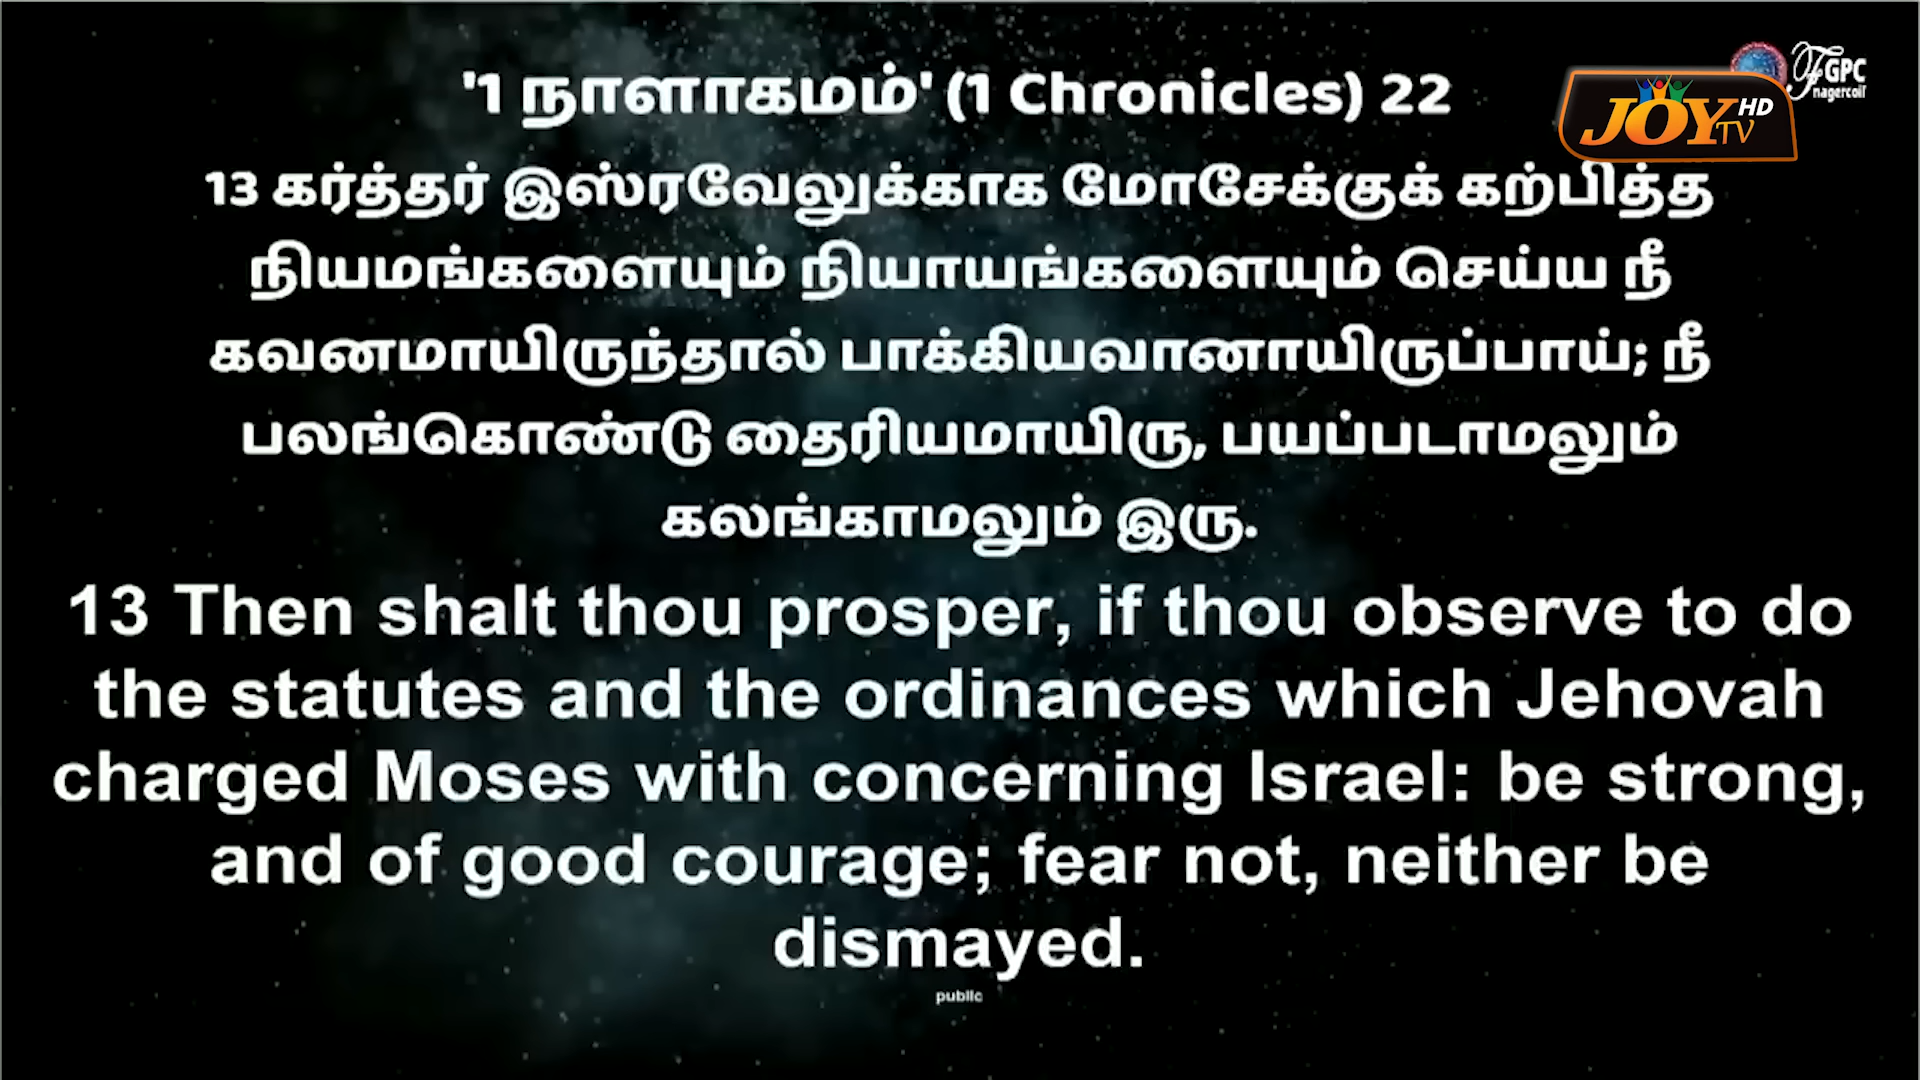 '1 நாளாகமம்' (1 Chronicles) 22
FGPC
nagercoil
JOY TV HD
13 கர்த்தர் இஸ்ரவேலுக்காக மோசேக்குக் கற்பித்த
நியமங்களையும் நியாயங்களையும் செய்ய நீ
கவனமாயிருந்தால் பாக்கியவானாயிருப்பாய்; நீ
பலங்கொண்டு தைரியமாயிரு, பயப்படாமலும்
கலங்காமலும் இரு.
13 Then shalt thou prosper, if thou observe to do
the statutes and the ordinances which Jehovah
charged Moses with concerning Israel: be strong,
and of good courage; fear not, neither be
dismayed.
public